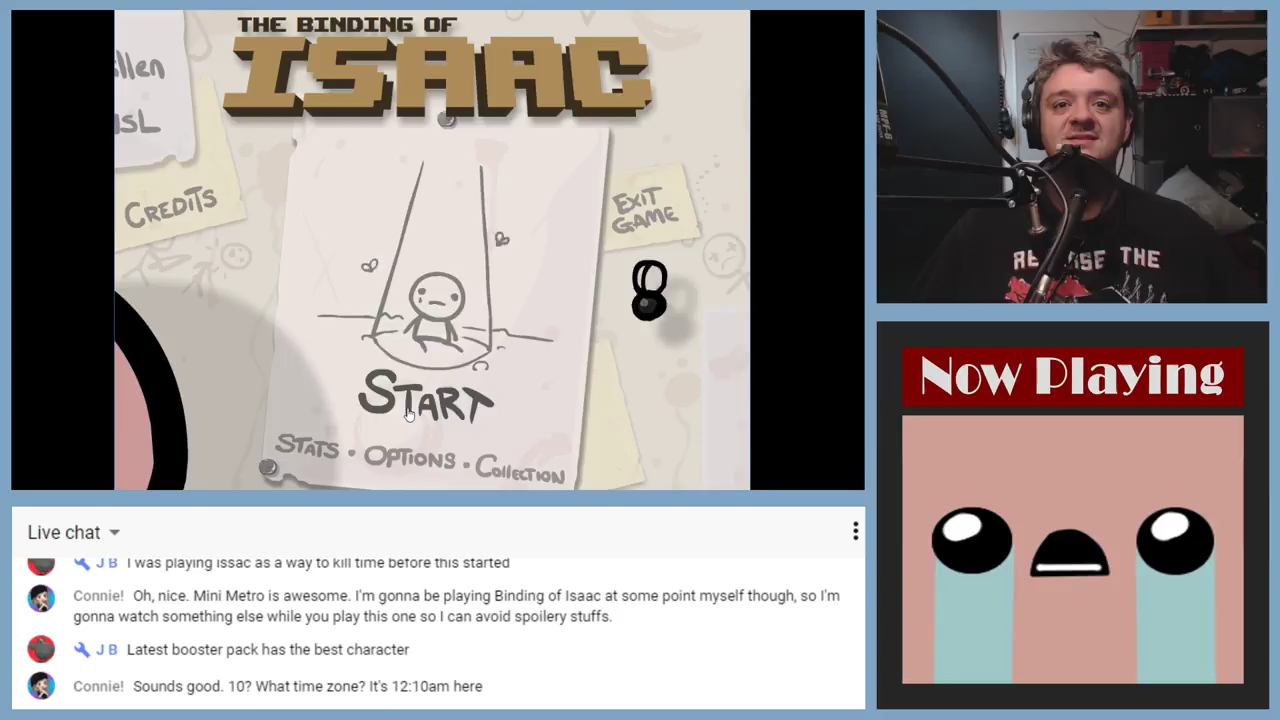 THE BINDING OF
ISAAC
llen
ısL
CREDITS
EXIT
GAME
START
STATS • OPTIONS • COLLECTION
THE
Now Playing
Live chat
J B I was playing issac as a way to kill time before this started
Connie! Oh, nice. Mini Metro is awesome. I'm gonna be playing Binding of Isaac at some point myself though, so I'm
gonna watch something else while you play this one so I can avoid spoilery stuffs.
J B Latest booster pack has the best character
Connie! Sounds good. 10? What time zone? It's 12:10am here